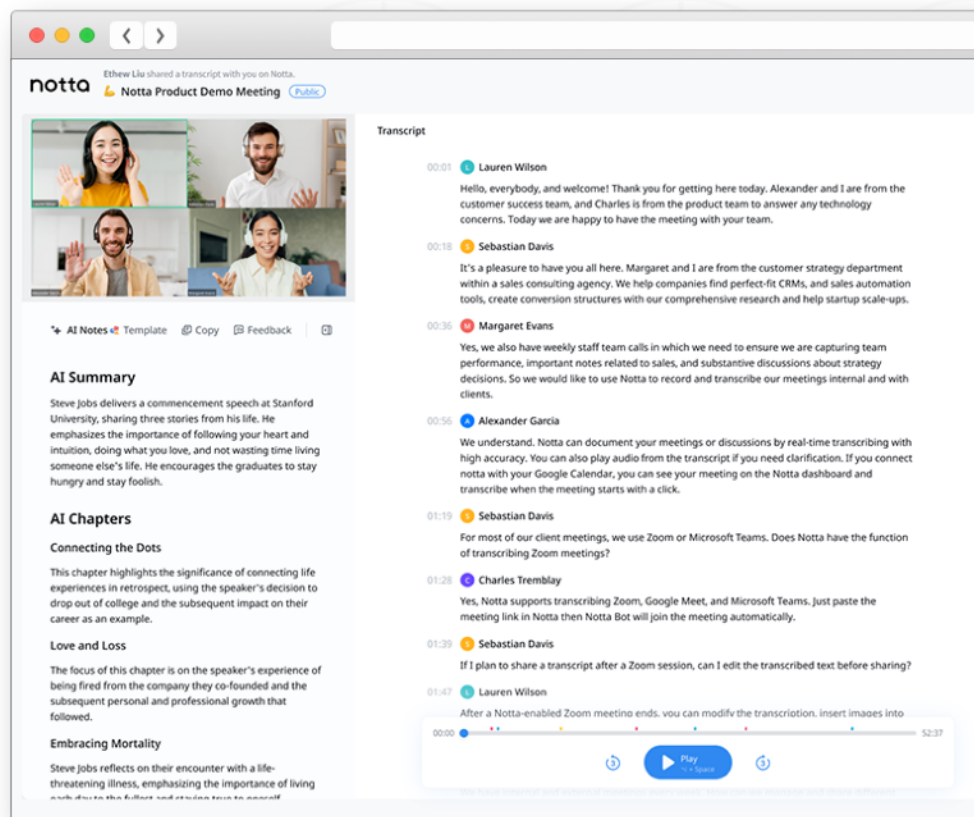 notta
Ethew Liu shared a transcript with you on Notta.
💪 Notta Product Demo Meeting Public
AI Notes Template Copy Feedback
AI Summary
Steve Jobs delivers a commencement speech at Stanford
University, sharing three stories from his life. He
emphasizes the importance of following your heart and
intuition, doing what you love, and not wasting time living
someone else's life. He encourages the graduates to stay
hungry and stay foolish.
AI Chapters
Connecting the Dots
This chapter highlights the significance of connecting life
experiences in retrospect, using the speaker's decision to
drop out of college and the subsequent impact on their
career as an example.
Love and Loss
The focus of this chapter is on the speaker's experience of
being fired from the company they co-founded and the
subsequent personal and professional growth that
followed.
Embracing Mortality
Steve Jobs reflects on their encounter with a life-
threatening illness, emphasizing the importance of living
each day to the fullest and staying true to oneself.
Transcript
00:01 L Lauren Wilson
Hello, everybody, and welcome! Thank you for getting here today. Alexander and I are from the
customer success team, and Charles is from the product team to answer any technology
concerns. Today we are happy to have the meeting with your team.
00:18 S Sebastian Davis
It's a pleasure to have you all here. Margaret and I are from the customer strategy department
within a sales consulting agency. We help companies find perfect-fit CRMs, and sales automation
tools, create conversion structures with our comprehensive research and help startup scale-ups.
00:36 M Margaret Evans
Yes, we also have weekly staff team calls in which we need to ensure we are capturing team
performance, important notes related to sales, and substantive discussions about strategy
decisions. So we would like to use Notta to record and transcribe our meetings internal and with
clients.
00:56 A Alexander Garcia
We understand. Notta can document your meetings or discussions by real-time transcribing with
high accuracy. You can also play audio from the transcript if you need clarification. If you connect
notta with your Google Calendar, you can see your meeting on the Notta dashboard and
transcribe when the meeting starts with a click.
01:19 S Sebastian Davis
For most of our client meetings, we use Zoom or Microsoft Teams. Does Notta have the function
of transcribing Zoom meetings?
01:28 C Charles Tremblay
Yes, Notta supports transcribing Zoom, Google Meet, and Microsoft Teams. Just paste the
meeting link in Notta then Notta Bot will join the meeting automatically.
01:39 S Sebastian Davis
If I plan to share a transcript after a Zoom session, can I edit the transcribed text before sharing?
01:47 L Lauren Wilson
After a Notta-enabled Zoom meeting ends, you can modify the transcription, insert images into
00:00 52:37
3 Play 3
⌥ + Space